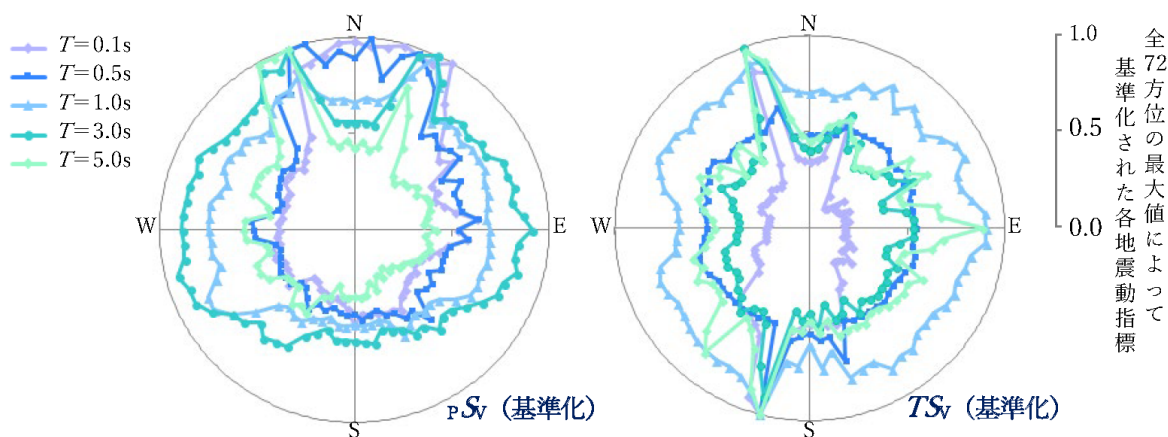 T=0.1s
T=0.5s
T=1.0s
T=3.0s
T=5.0s
N
W
E
S
PSV（基準化）
N
W
E
S
TSV（基準化）
1.0
0.5
0.0
全72方位の最大値によって
基準化された各地震動指標